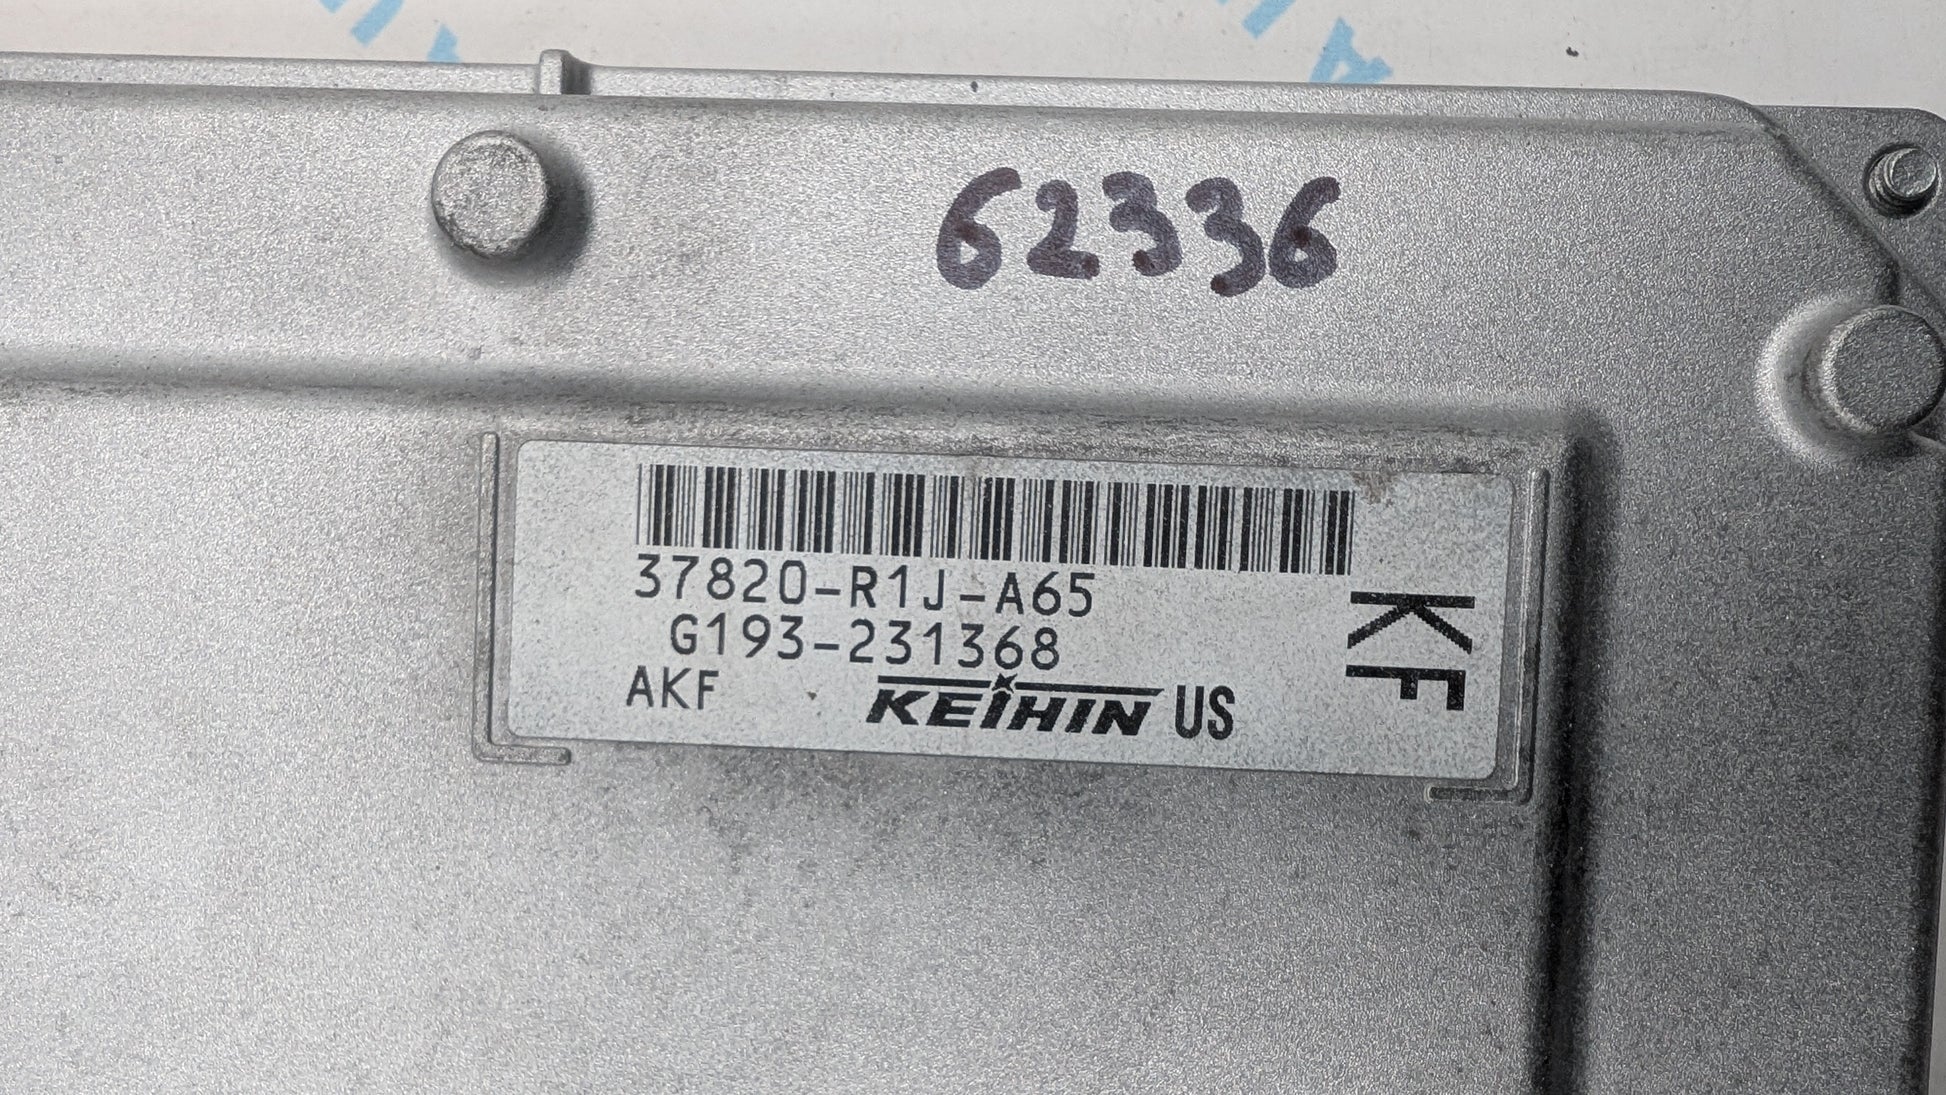 62336
37820-R1J-A65
G193-231368
AKF KEIHIN US
KF